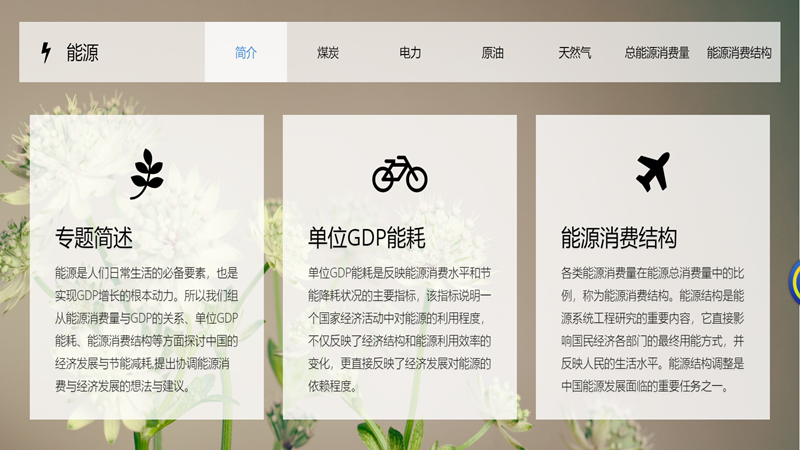 能源
简介
煤炭
电力
原油
天然气
总能源消费量
能源消费结构
专题简述
能源是人们日常生活的必备要素，也是
实现GDP增长的根本动力。所以我们组
从能源消费量与GDP的关系、单位GDP
能耗、能源消费结构等方面探讨中国的
经济发展与节能减耗,提出协调能源消
费与经济发展的想法与建议。
单位GDP能耗
单位GDP能耗是反映能源消费水平和节
能降耗状况的主要指标，该指标说明一
个国家经济活动中对能源的利用程度，
不仅反映了经济结构和能源利用效率的
变化，更直接反映了经济发展对能源的
依赖程度。
能源消费结构
各类能源消费量在能源总消费量中的比
例，称为能源消费结构。能源结构是能
源系统工程研究的重要内容，它直接影
响国民经济各部门的最终用能方式，并
反映人民的生活水平。能源结构调整是
中国能源发展面临的重要任务之一。